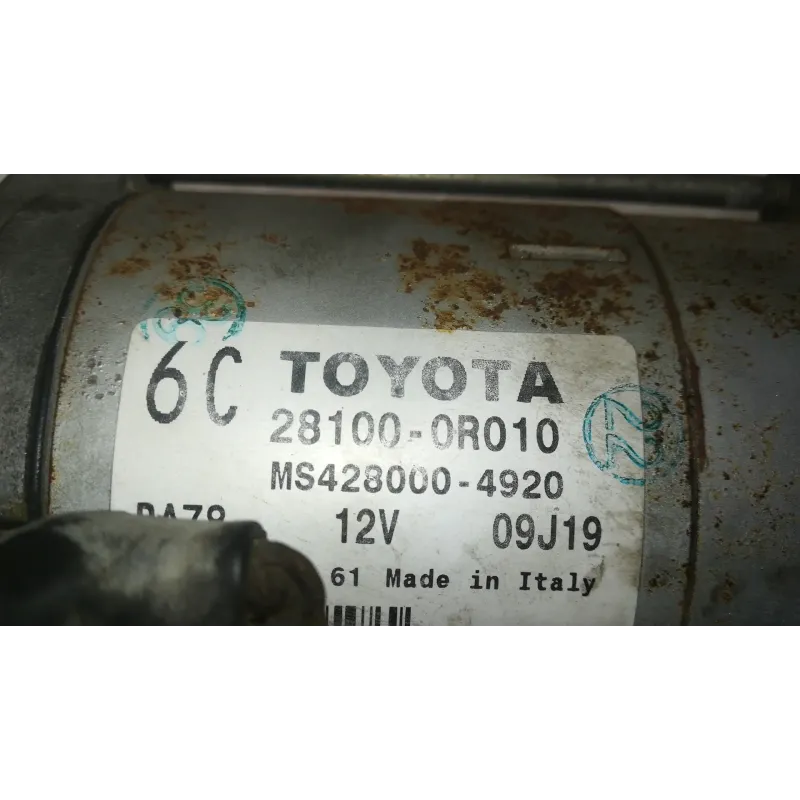 6C TOYOTA
28100-0R010
MS428000-4920
12V 09J19
61 Made in Italy